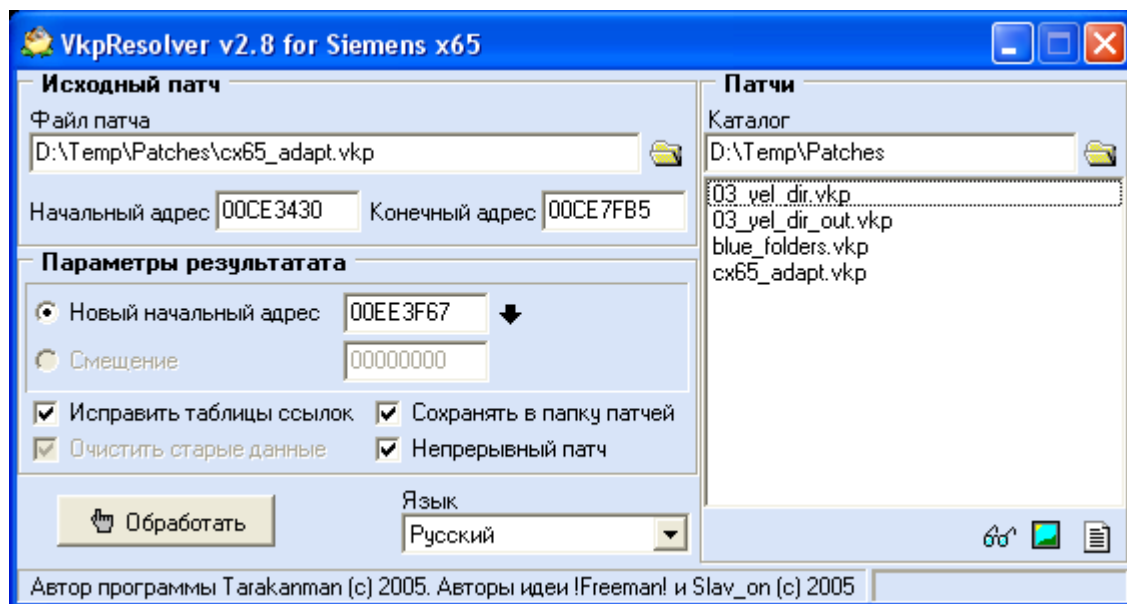 VkpResolver v2.8 for Siemens x65
Исходный патч
Файл патча
D:\Temp\Patches\cx65_adapt.vkp
Начальный адрес 00CE3430 Конечный адрес 00CE7FB5
Параметры результатата
Новый начальный адрес 00EE3F67
Смещение 00000000
Исправить таблицы ссылок Сохранять в папку патчей
Очистить старые данные Непрерывный патч
Обработать
Язык
Русский
Патчи
Каталог
D:\Temp\Patches
03_yel_dir.vkp
03_yel_dir_out.vkp
blue_folders.vkp
cx65_adapt.vkp
Автор программы Tarakanman (c) 2005. Авторы идеи !Freeman! и Slav_on (c) 2005